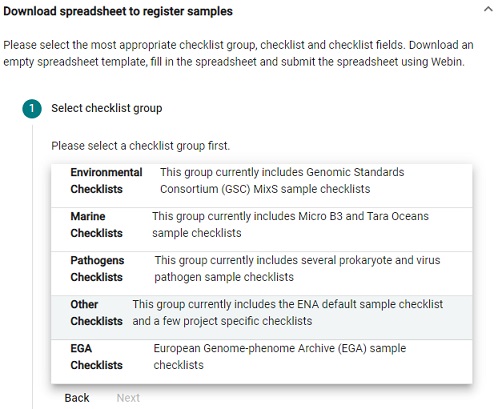 Download spreadsheet to register samples
Please select the most appropriate checklist group, checklist and checklist fields. Download an
empty spreadsheet template, fill in the spreadsheet and submit the spreadsheet using Webin.
1 Select checklist group
Please select a checklist group first.
Environmental Checklists
This group currently includes Genomic Standards
Consortium (GSC) MixS sample checklists
Marine Checklists
This group currently includes Micro B3 and Tara Oceans
sample checklists
Pathogens Checklists
This group currently includes several prokaryote and virus
pathogen sample checklists
Other Checklists
This group currently includes the ENA default sample checklist
and a few project specific checklists
EGA Checklists
European Genome-phenome Archive (EGA) sample
checklists
Back Next